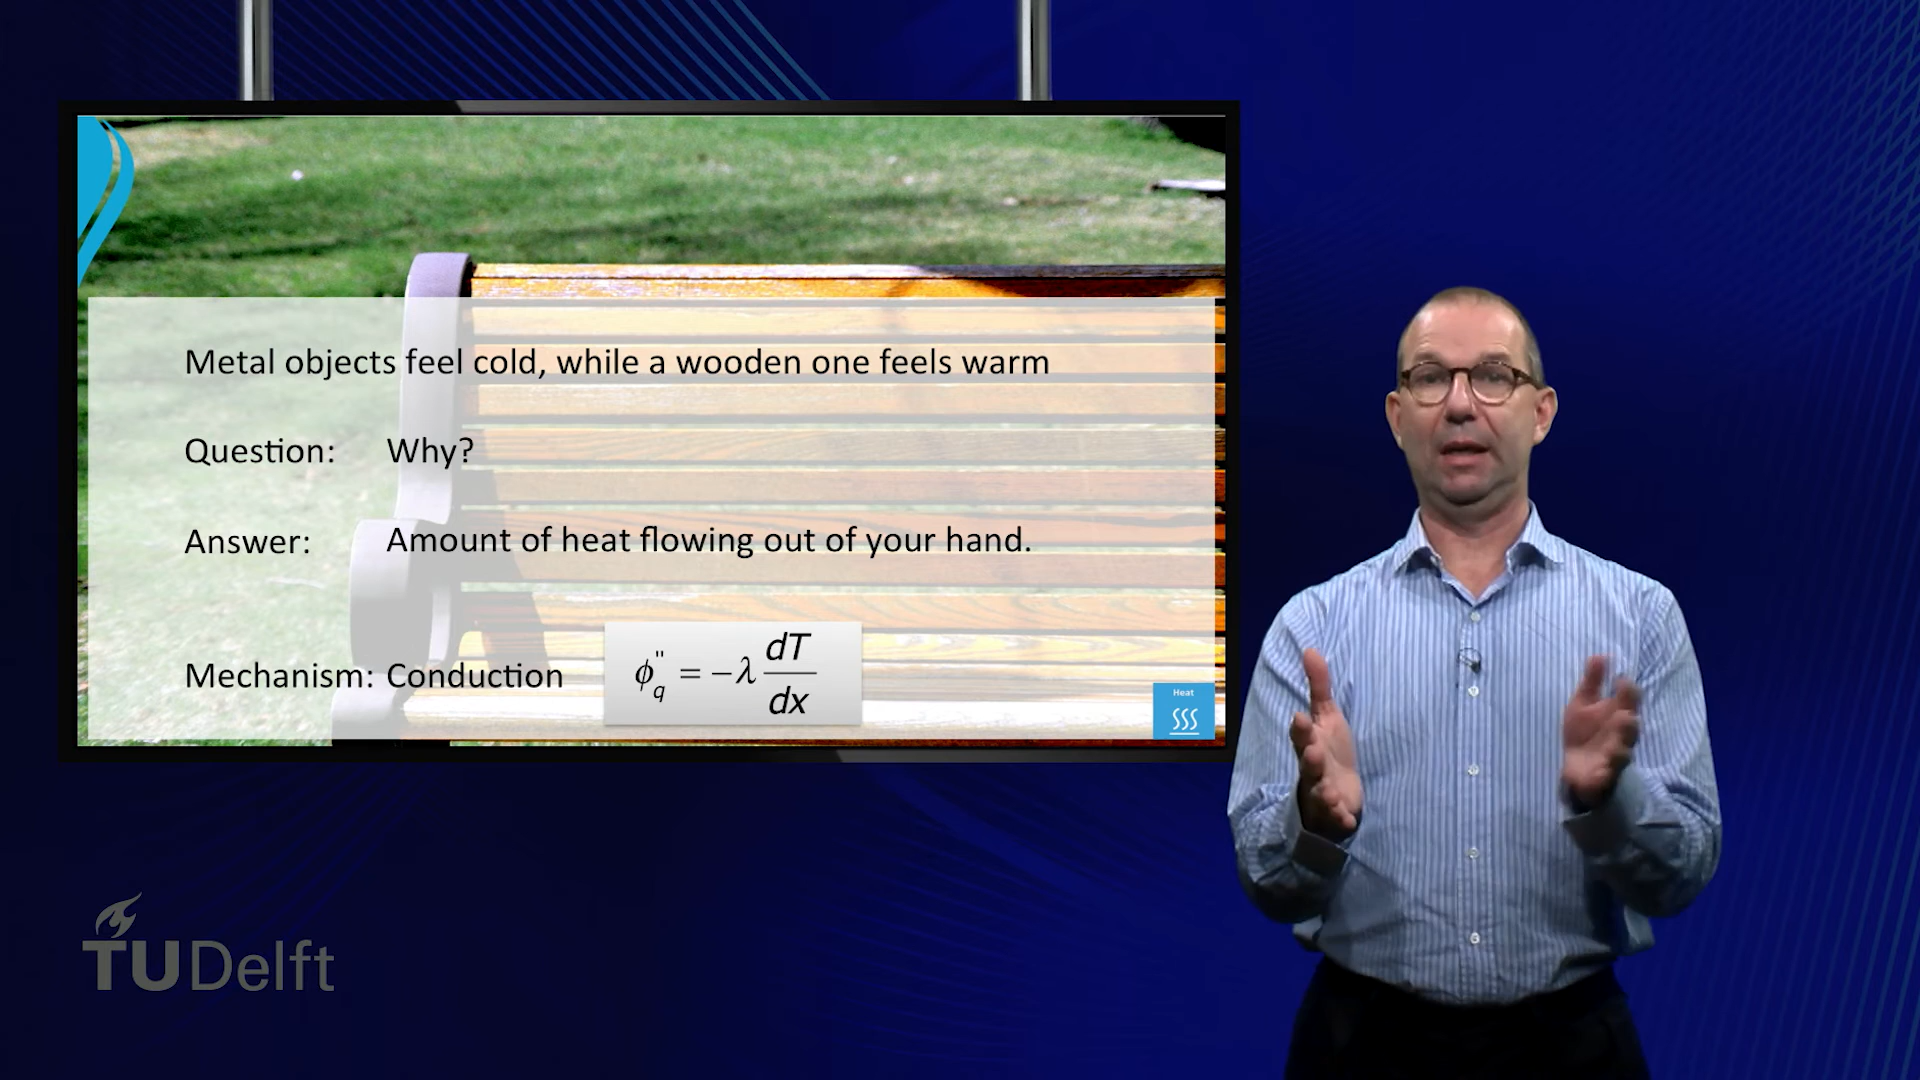 Metal objects feel cold, while a wooden one feels warm
Question: Why?
Answer: Amount of heat flowing out of your hand.
Mechanism: Conduction
ϕ"q = −λ dT/dx
Heat
TUDelft